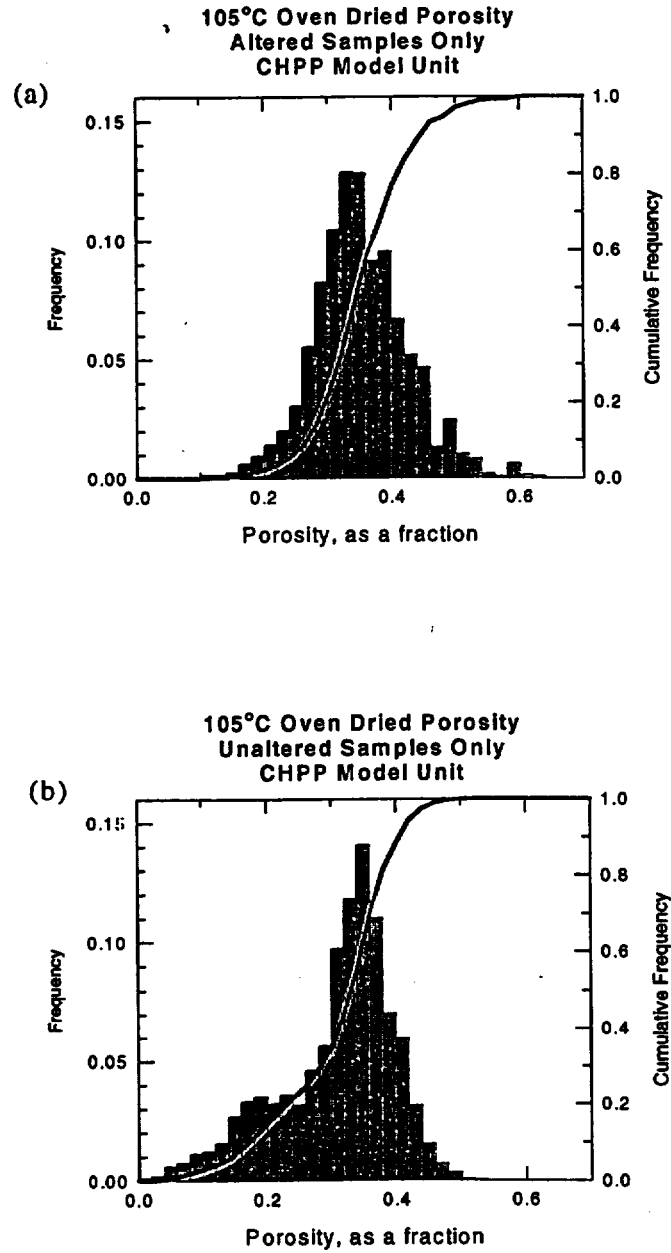 105°C Oven Dried Porosity
Altered Samples Only
CHPP Model Unit
(a)
0.15
0.10
0.05
0.00
Frequency
1.0
0.8
0.6
0.4
0.2
0.0
Cumulative Frequency
0.0 0.2 0.4 0.6
Porosity, as a fraction
105°C Oven Dried Porosity
Unaltered Samples Only
CHPP Model Unit
(b)
0.15
0.10
0.05
0.00
Frequency
1.0
0.8
0.6
0.4
0.2
0.0
Cumulative Frequency
0.0 0.2 0.4 0.6
Porosity, as a fraction